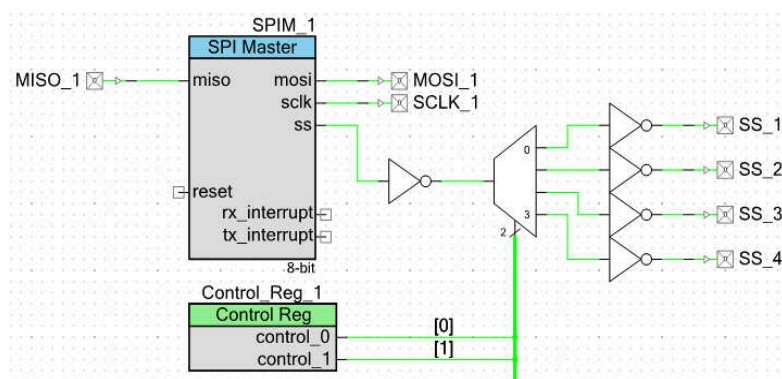 SPIM_1
SPI Master
MISO_1
miso
mosi
MOSI_1
sclk
SCLK_1
ss
reset
rx_interrupt
tx_interrupt
8-bit
0
3
2
SS_1
SS_2
SS_3
SS_4
Control_Reg_1
Control Reg
control_0
[0]
control_1
[1]